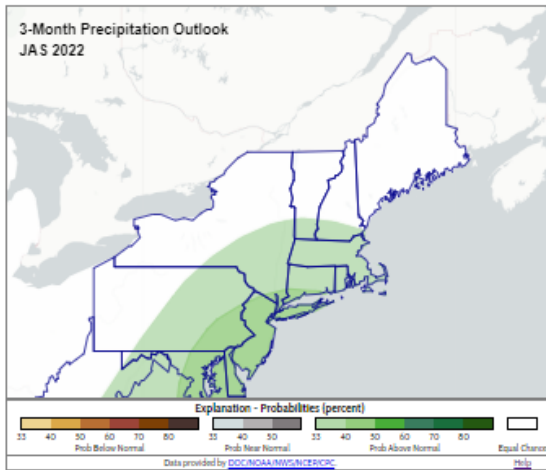 3-Month Precipitation Outlook
JAS 2022
Explanation - Probabilities (percent)
33 40 50 60 70 80 33 40 50 33 40 50 60 70 80
Prob Below Normal Prob Near Normal Prob Above Normal Equal Chance
Data provided by DOC/NOAA/NWS/NCEP/CPC. Help